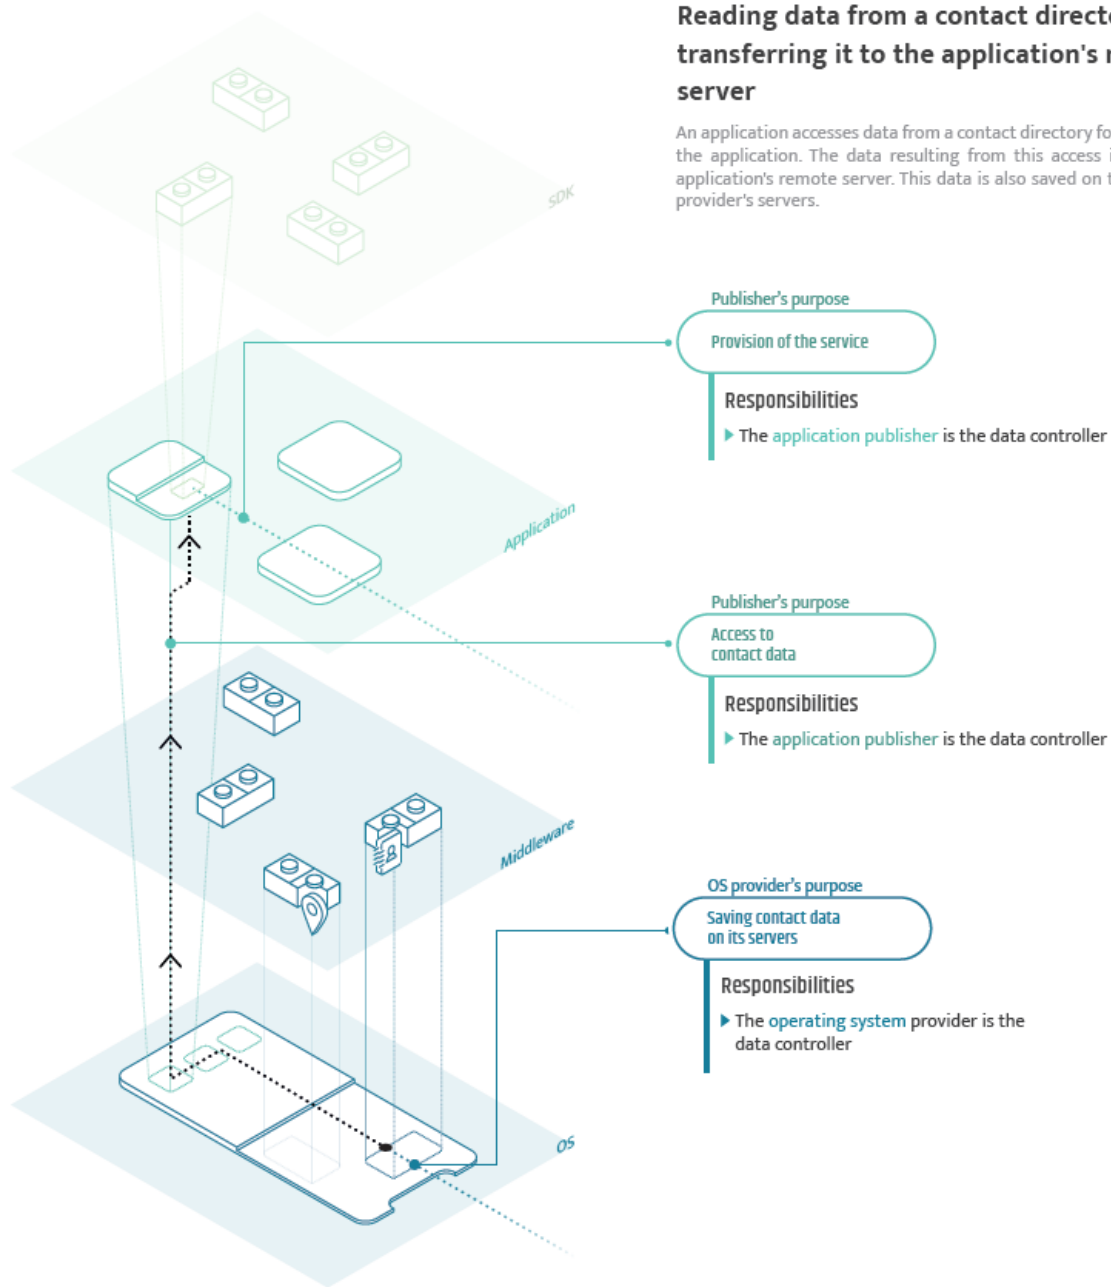 Reading data from a contact
transferring it to the application's
server
An application accesses data from a contact directory
the application. The data resulting from this access
application's remote server. This data is also saved on
provider's servers.
SDK
Publisher's purpose
Provision of the service
Responsibilities
The application publisher is the data controller
Application
Publisher's purpose
Access to
contact data
Responsibilities
The application publisher is the data controller
Middleware
OS provider's purpose
Saving contact data
on its servers
Responsibilities
The operating system provider is the
data controller
OS